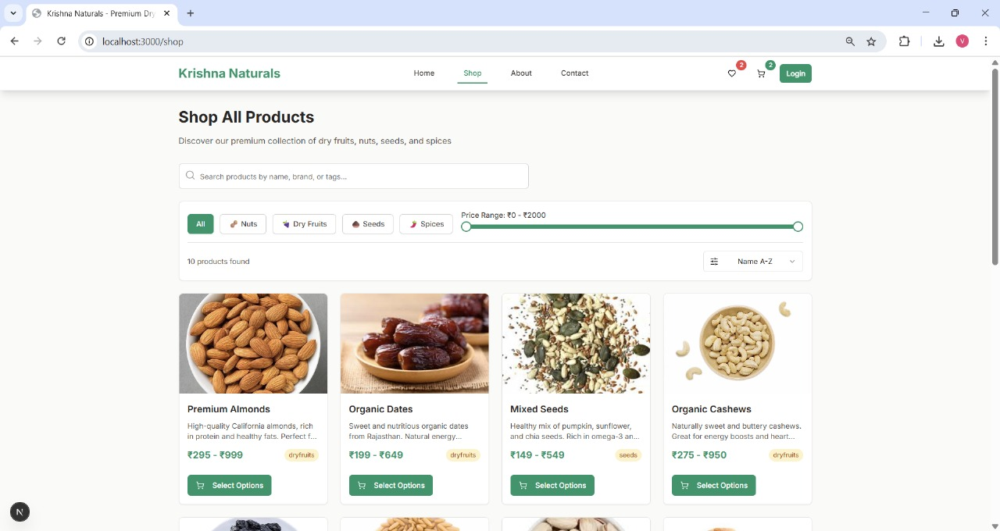 Krishna Naturals - Premium Dry
localhost:3000/shop
V
Krishna Naturals
Home
Shop
About
Contact
2
2
Login
Shop All Products
Discover our premium collection of dry fruits, nuts, seeds, and spices
Search products by name, brand, or tags...
All
Nuts
Dry Fruits
Seeds
Spices
Price Range: ₹0 - ₹2000
10 products found
Name A-Z
Premium Almonds
High-quality California almonds, rich
in protein and healthy fats. Perfect f...
₹295 - ₹999
dryfruits
Select Options
Organic Dates
Sweet and nutritious organic dates
from Rajasthan. Natural energy...
₹199 - ₹649
dryfruits
Select Options
Mixed Seeds
Healthy mix of pumpkin, sunflower,
and chia seeds. Rich in omega-3 an...
₹149 - ₹549
seeds
Select Options
Organic Cashews
Naturally sweet and buttery cashews.
Great for energy boosts and heart...
₹275 - ₹950
dryfruits
Select Options
N